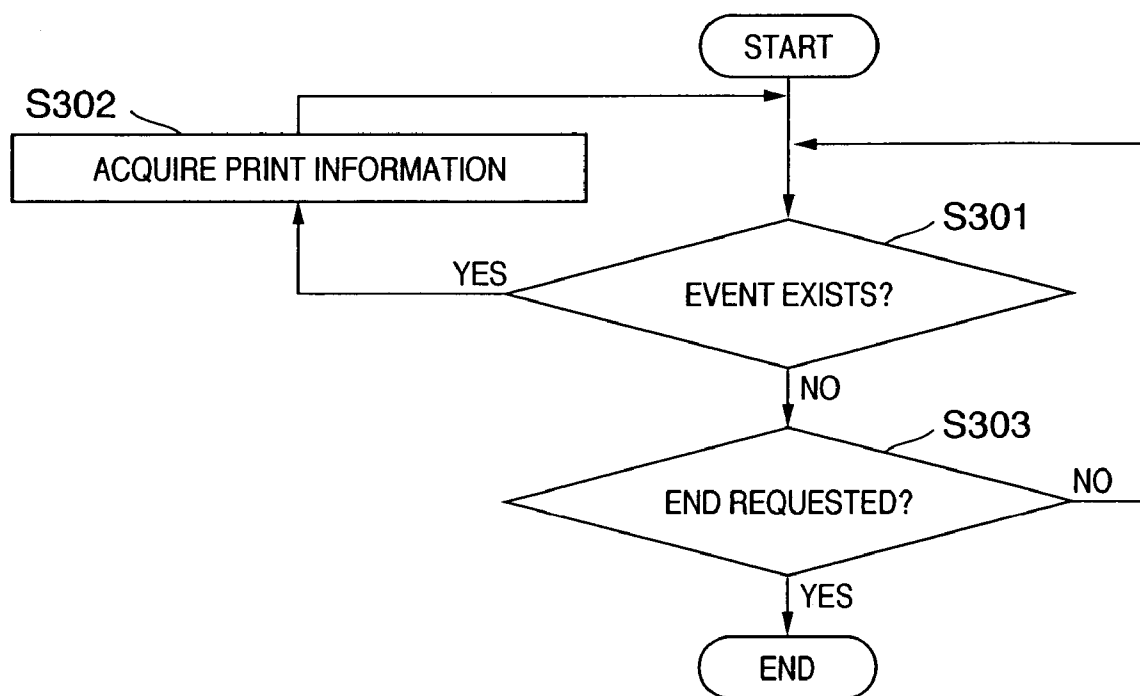 START
S302
ACQUIRE PRINT INFORMATION
S301
YES
EVENT EXISTS?
NO
S303
END REQUESTED?
NO
YES
END